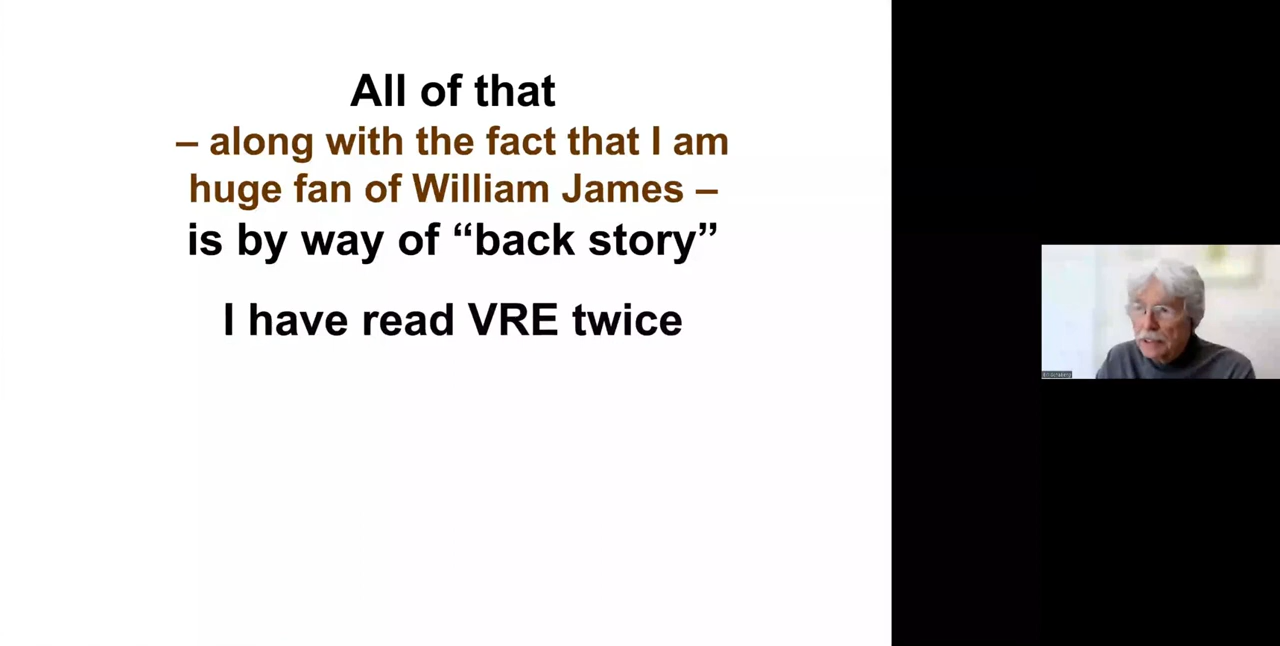 All of that
– along with the fact that I am
huge fan of William James –
is by way of “back story”
I have read VRE twice